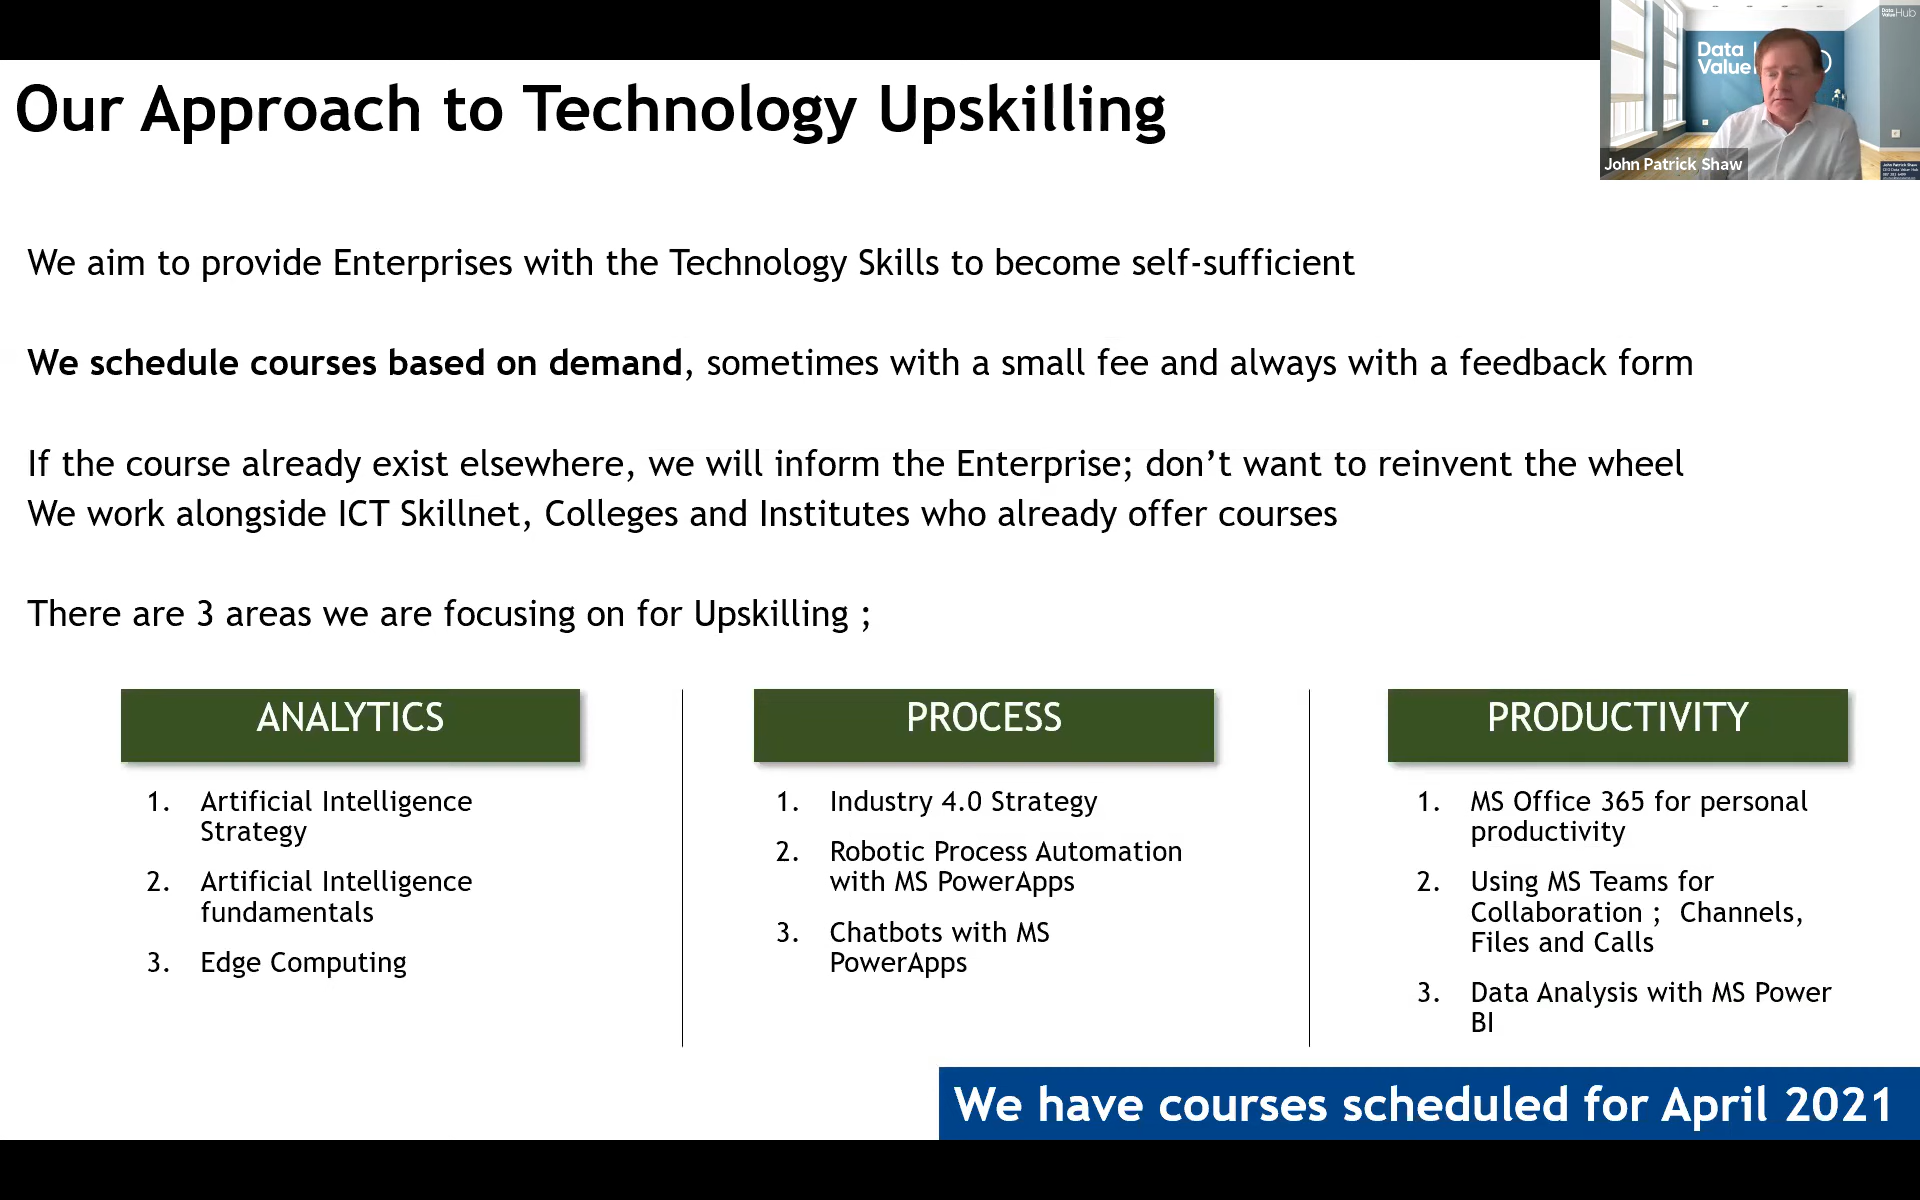 Data
Value
Data
Value Hub
John Patrick Shaw
Our Approach to Technology Upskilling
We aim to provide Enterprises with the Technology Skills to become self-sufficient
We schedule courses based on demand, sometimes with a small fee and always with a feedback form
If the course already exist elsewhere, we will inform the Enterprise; don’t want to reinvent the wheel
We work alongside ICT Skillnet, Colleges and Institutes who already offer courses
There are 3 areas we are focusing on for Upskilling ;
ANALYTICS
1. Artificial Intelligence
Strategy
2. Artificial Intelligence
fundamentals
3. Edge Computing
PROCESS
1. Industry 4.0 Strategy
2. Robotic Process Automation
with MS PowerApps
3. Chatbots with MS
PowerApps
PRODUCTIVITY
1. MS Office 365 for personal
productivity
2. Using MS Teams for
Collaboration ; Channels,
Files and Calls
3. Data Analysis with MS Power
BI
We have courses scheduled for April 2021